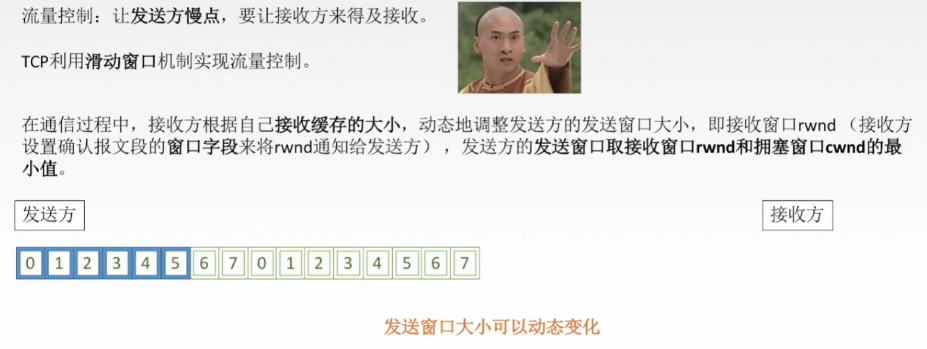 流量控制：让发送方慢点，要让接收方来得及接收。
TCP利用滑动窗口机制实现流量控制。
在通信过程中，接收方根据自己接收缓存的大小，动态地调整发送方的发送窗口大小，即接收窗口rwnd（接收方
设置确认报文段的窗口字段来将rwnd通知给发送方），发送方的发送窗口取接收窗口rwnd和拥塞窗口cwnd的最
小值。
发送方 接收方
0 1 2 3 4 5 6 7 0 1 2 3 4 5 6 7
发送窗口大小可以动态变化